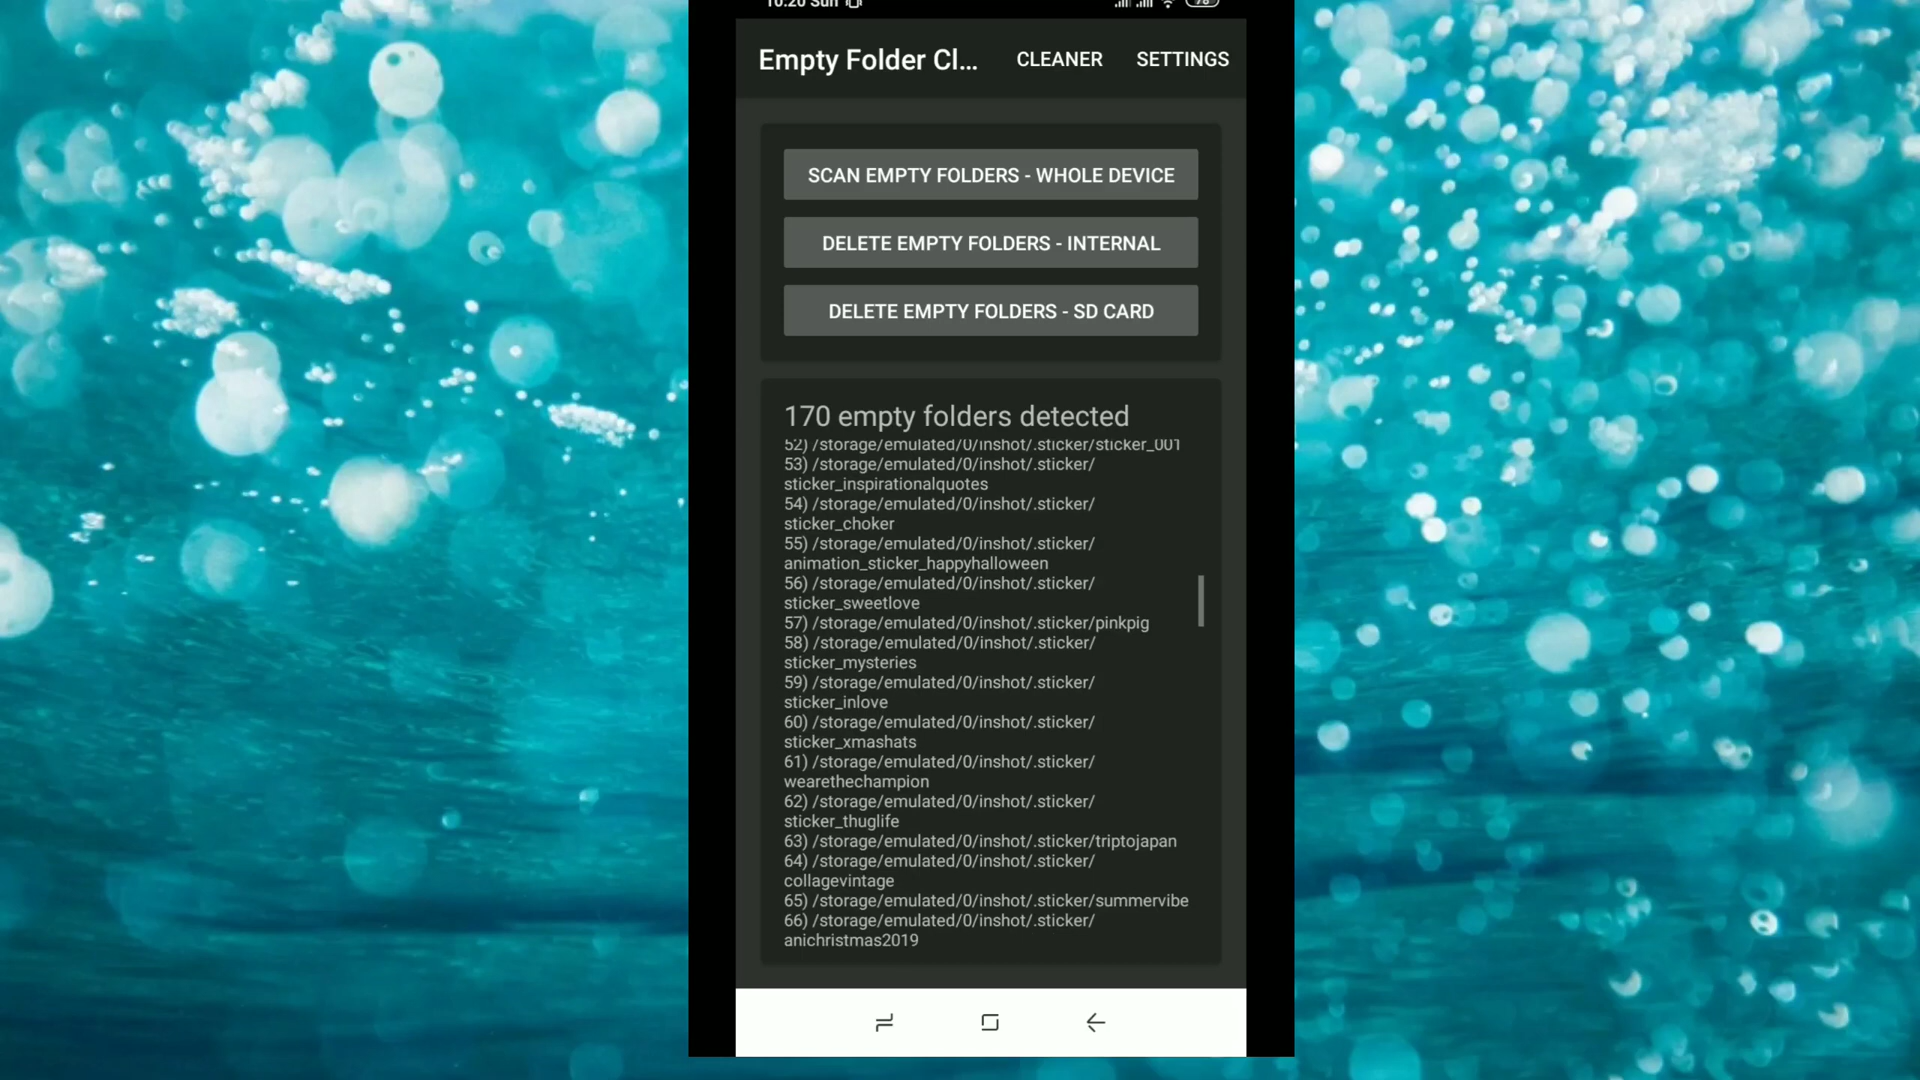 10:20 Sun
78
Empty Folder Cl... CLEANER SETTINGS
SCAN EMPTY FOLDERS - WHOLE DEVICE
DELETE EMPTY FOLDERS - INTERNAL
DELETE EMPTY FOLDERS - SD CARD
170 empty folders detected
52) /storage/emulated/0/inshot/.sticker/sticker_001
53) /storage/emulated/0/inshot/.sticker/
sticker_inspirationalquotes
54) /storage/emulated/0/inshot/.sticker/
sticker_choker
55) /storage/emulated/0/inshot/.sticker/
animation_sticker_happyhalloween
56) /storage/emulated/0/inshot/.sticker/
sticker_sweetlove
57) /storage/emulated/0/inshot/.sticker/pinkpig
58) /storage/emulated/0/inshot/.sticker/
sticker_mysteries
59) /storage/emulated/0/inshot/.sticker/
sticker_inlove
60) /storage/emulated/0/inshot/.sticker/
sticker_xmashats
61) /storage/emulated/0/inshot/.sticker/
wearethechampion
62) /storage/emulated/0/inshot/.sticker/
sticker_thuglife
63) /storage/emulated/0/inshot/.sticker/triptojapan
64) /storage/emulated/0/inshot/.sticker/
collagevintage
65) /storage/emulated/0/inshot/.sticker/summervibe
66) /storage/emulated/0/inshot/.sticker/
anichristmas2019